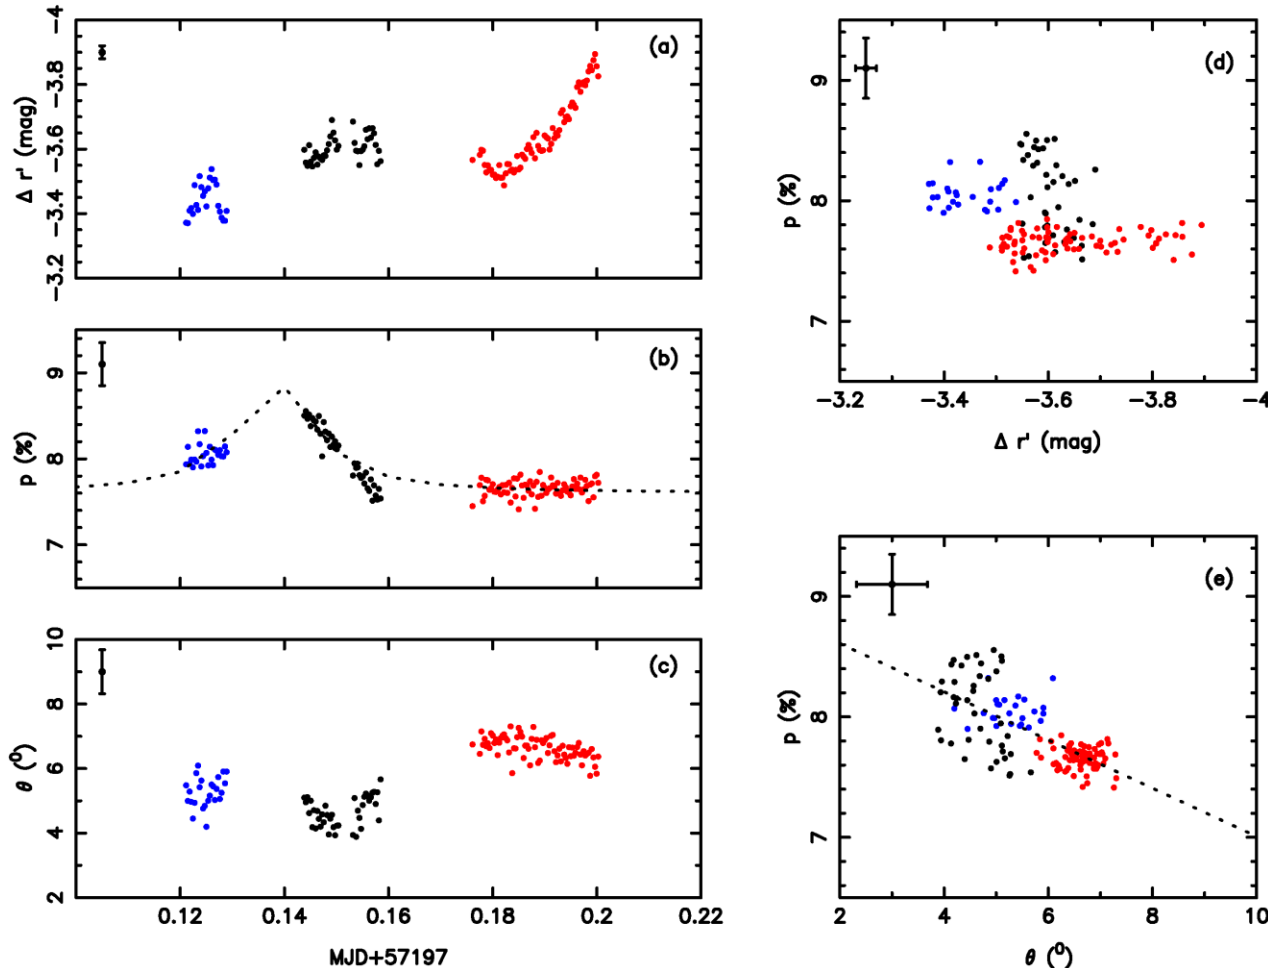 (a)
Δ r' (mag)
−4
−3.8
−3.6
−3.4
−3.2
(b)
p (%)
9
8
7
(c)
θ (⁰)
10
8
6
4
2
0.12 0.14 0.16 0.18 0.2 0.22
MJD+57197
(d)
p (%)
9
8
7
−3.2 −3.4 −3.6 −3.8 −4
Δ r' (mag)
(e)
p (%)
9
8
7
2 4 6 8 10
θ (⁰)